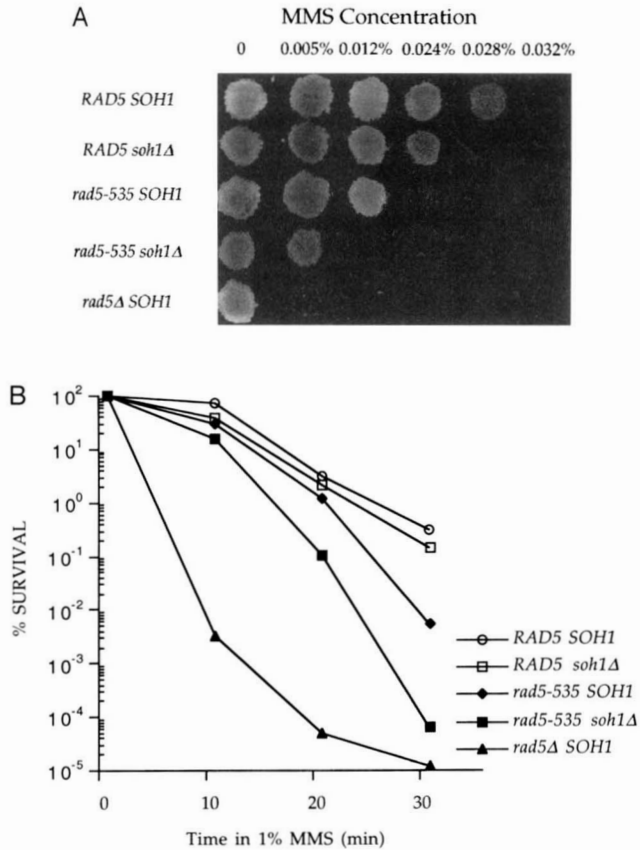 A
MMS Concentration
0 0.005% 0.012% 0.024% 0.028% 0.032%
RAD5 SOH1
RAD5 soh1Δ
rad5-535 SOH1
rad5-535 soh1Δ
rad5Δ SOH1
B
% SURVIVAL
10^2
10^1
10^0
10^-1
10^-2
10^-3
10^-4
10^-5
0 10 20 30
Time in 1% MMS (min)
RAD5 SOH1
RAD5 soh1Δ
rad5-535 SOH1
rad5-535 soh1Δ
rad5Δ SOH1